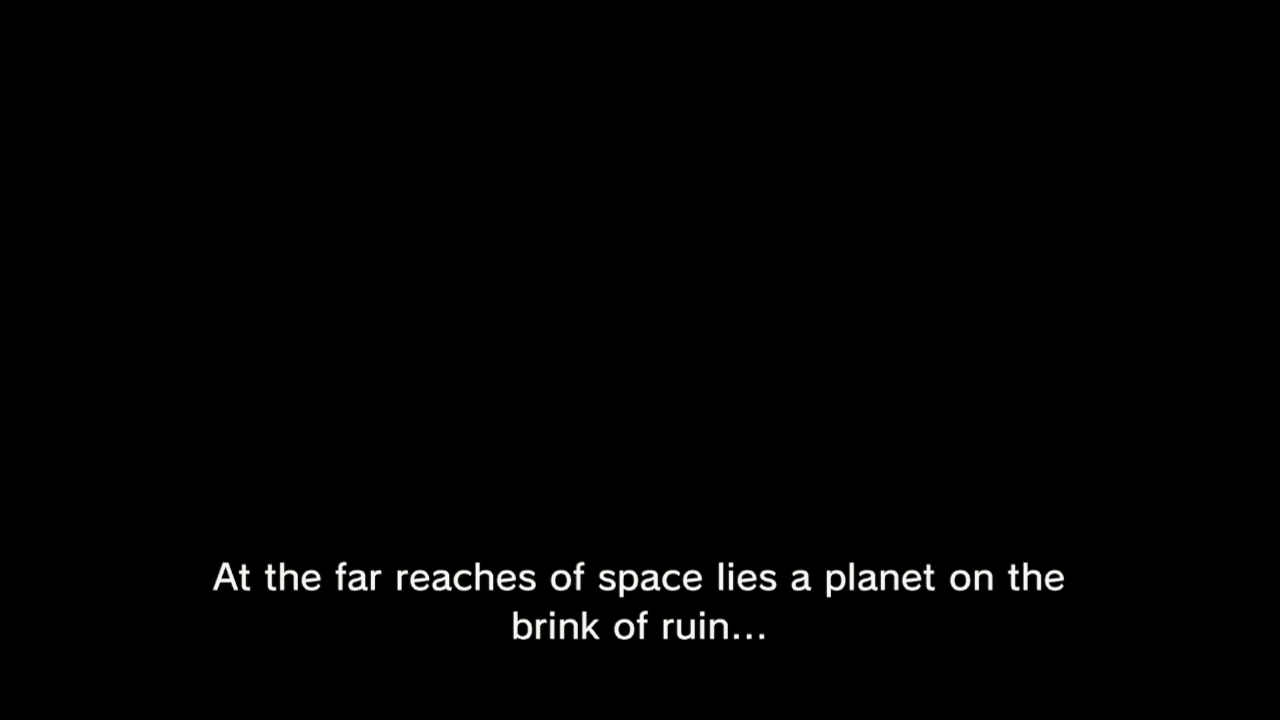 At the far reaches of space lies a planet on the
brink of ruin...